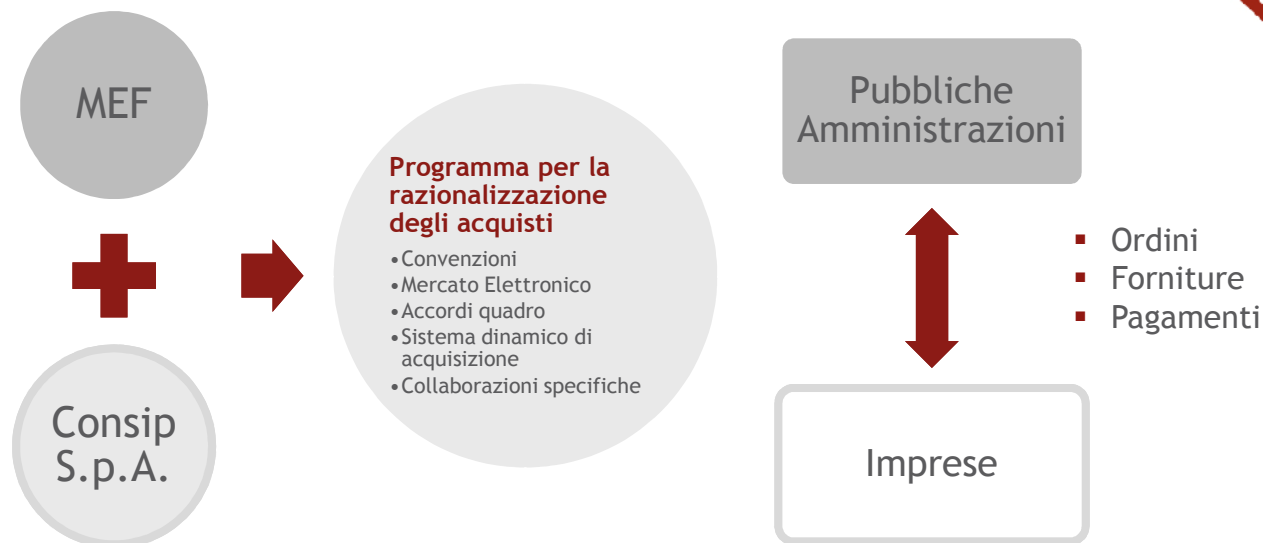 MEF
Consip
S.p.A.
Programma per la
razionalizzazione
degli acquisti
•Convenzioni
•Mercato Elettronico
•Accordi quadro
•Sistema dinamico di
acquisizione
•Collaborazioni specifiche
Pubbliche
Amministrazioni
▪ Ordini
▪ Forniture
▪ Pagamenti
Imprese